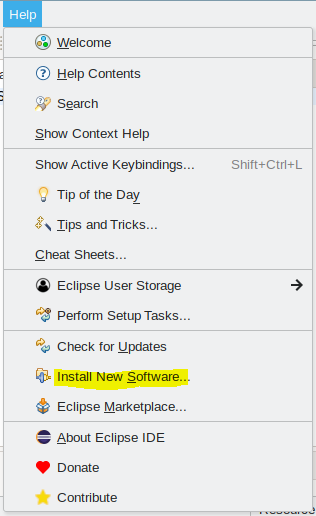 Help
Welcome
Help Contents
Search
Show Context Help
Show Active Keybindings... Shift+Ctrl+L
Tip of the Day
Tips and Tricks...
Cheat Sheets...
Eclipse User Storage
Perform Setup Tasks...
Check for Updates
Install New Software...
Eclipse Marketplace...
About Eclipse IDE
Donate
Contribute